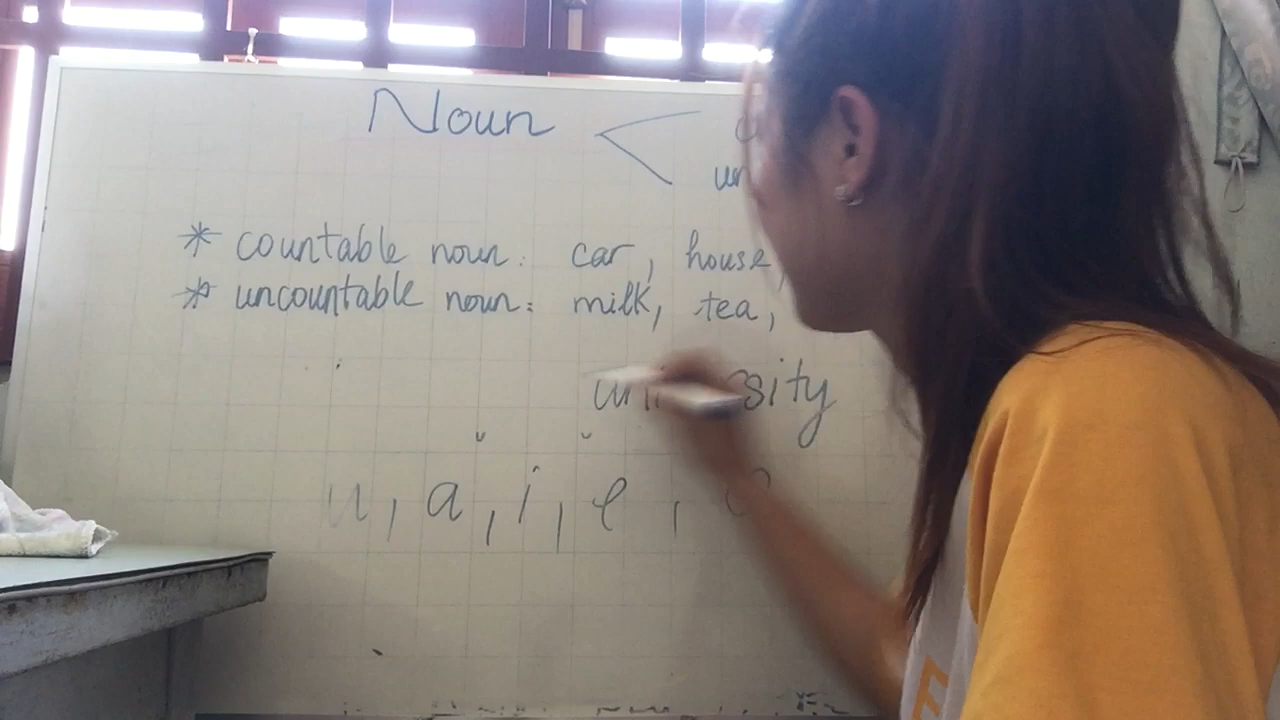 Noun
* countable noun: car, house,
* uncountable noun: milk, tea,
u, a, i, e,